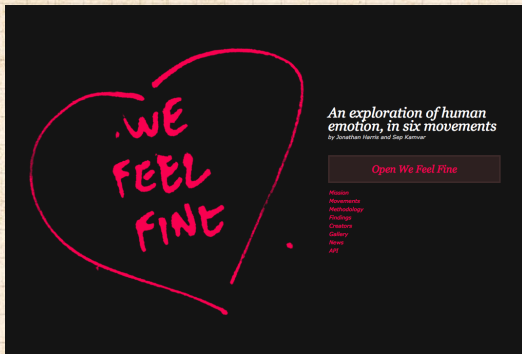 WE
FEEL
FINE
An exploration of human
emotion, in six movements
by Jonathan Harris and Sep Kamvar
Open We Feel Fine
Mission
Movements
Methodology
Findings
Creators
Gallery
News
API